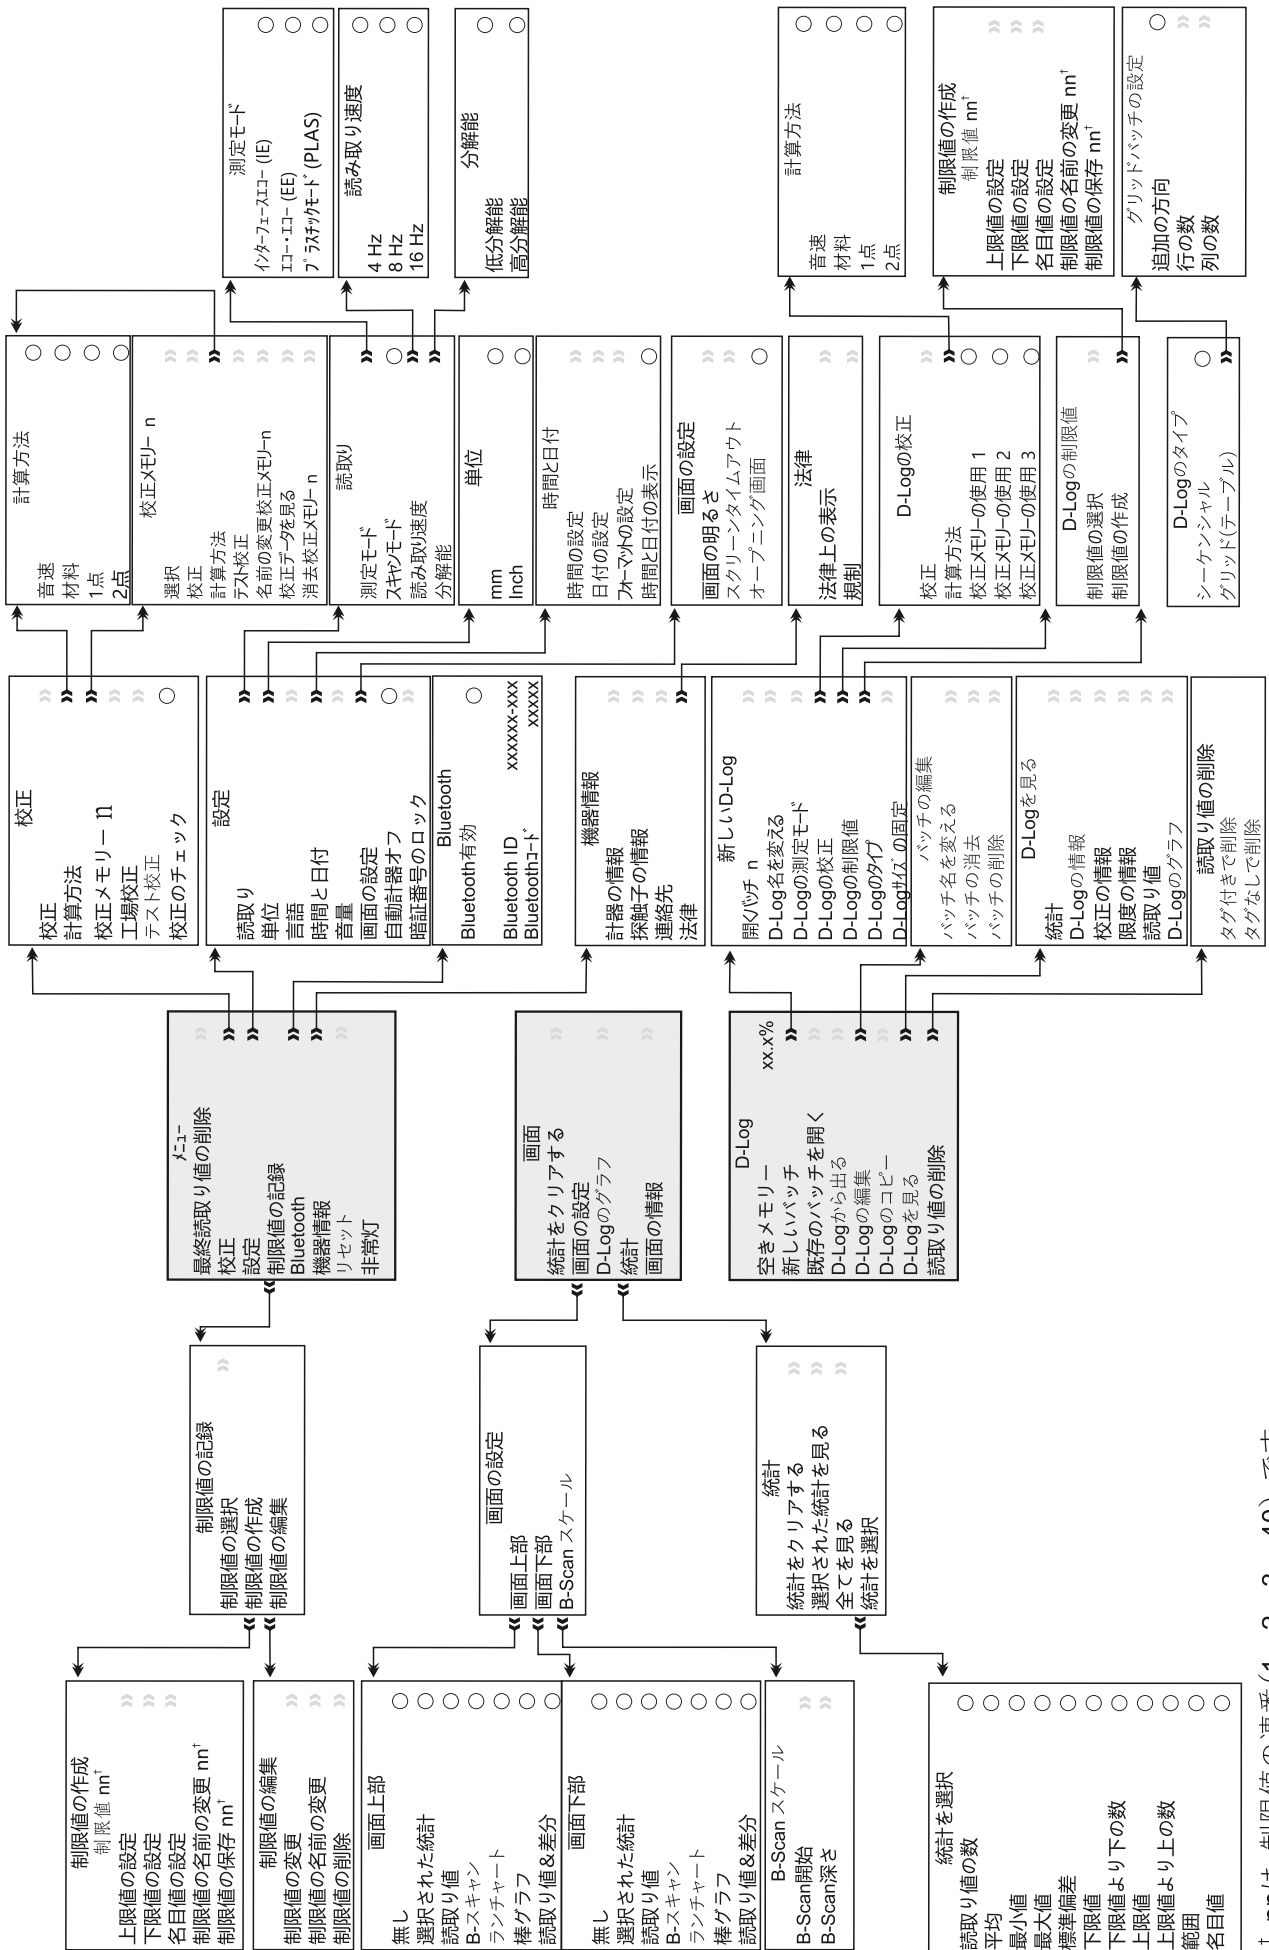 制限値の作成
制限値 nn†
上限値の設定
下限値の設定
名目値の設定
制限値の名前の変更 nn†
制限値の保存 nn†
制限値の編集
制限値の変更
制限値の名前の変更
制限値の削除
画面上部
無し
選択された統計
読取り値
B-スキャン
ランチャート
棒グラフ
読取り値&差分
画面下部
無し
選択された統計
読取り値
B-スキャン
ランチャート
棒グラフ
読取り値&差分
B-Scan スケール
B-Scan開始
B-Scan深さ
統計を選択
読取り値の数
平均
最小値
最大値
標準偏差
下限値
下限値より下の数
上限値
上限値より上の数
範囲
名目値
制限値の記録
制限値の選択
制限値の作成
制限値の編集
画面の設定
画面上部
画面下部
B-Scan スケール
統計
統計をクリアする
選択された統計を見る
全てを見る
統計を選択
メニュー
最終読取り値の削除
校正
設定
制限値の記録
Bluetooth
機器情報
リセット
非常灯
画面
統計をクリアする
画面の設定
D-Logのグラフ
統計
画面の情報
D-Log
空きメモリー xx.x%
新しいバッチ
既存のバッチを開く
D-Logから出る
D-Logの編集
D-Logのコピー
D-Logを見る
読取り値の削除
校正
校正
計算方法
校正メモリー n
工場校正
テスト校正
校正のチェック
設定
読取り
単位
言語
時間と日付
音量
画面の設定
自動計器オフ
暗証番号のロック
Bluetooth
Bluetooth有効
Bluetooth ID xxxxxx-xxx
Bluetoothコード xxxxx
機器情報
計器の情報
探触子の情報
連絡先
法律
新しいD-Log
開くバッチ n
D-Log名を変える
D-Logの測定モード
D-Logの校正
D-Logの制限値
D-Logのタイプ
D-Logサイズの固定
バッチの編集
バッチ名を変える
バッチの消去
バッチの削除
D-Logを見る
統計
D-Logの情報
校正の情報
限度の情報
読取り値
D-Logのグラフ
読取り値の削除
タグ付きで削除
タグなしで削除
計算方法
音速
材料
1点
2点
校正メモリー n
選択
校正
計算方法
テスト校正
名前の変更校正メモリーn
校正データを見る
消去校正メモリー n
読取り
測定モード
スキャンモード
読み取り速度
分解能
単位
mm
Inch
時間と日付
時間の設定
日付の設定
フォーマットの設定
時間と日付の表示
画面の設定
画面の明るさ
スクリーンタイムアウト
オープニング画面
法律
法律上の表示
規制
D-Logの校正
校正
計算方法
校正メモリーの使用 1
校正メモリーの使用 2
校正メモリーの使用 3
D-Logの制限値
制限値の選択
制限値の作成
D-Logのタイプ
シーケンシャル
グリッド(テーブル)
測定モード
インターフェースエコー (IE)
エコー・エコー (EE)
プラスチックモード (PLAS)
読み取り速度
4 Hz
8 Hz
16 Hz
分解能
低分解能
高分解能
計算方法
音速
材料
1点
2点
制限値の作成
制限値 nn†
上限値の設定
下限値の設定
名目値の設定
制限値の名前の変更 nn†
制限値の保存 nn†
グリッドバッチの設定
追加の方向
行の数
列の数